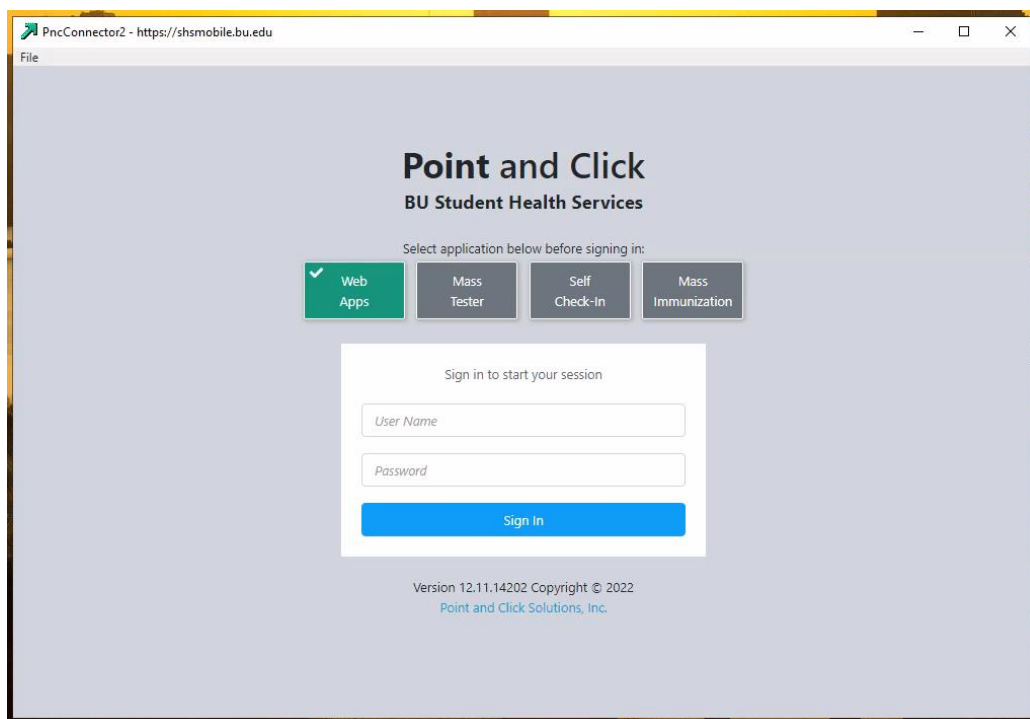 PncConnector2 - https://shsmobile.bu.edu
File
Point and Click
BU Student Health Services
Select application below before signing in:
Web
Apps
Mass
Tester
Self
Check-In
Mass
Immunization
Sign in to start your session
User Name
Password
Sign In
Version 12.11.14202 Copyright © 2022
Point and Click Solutions, Inc.